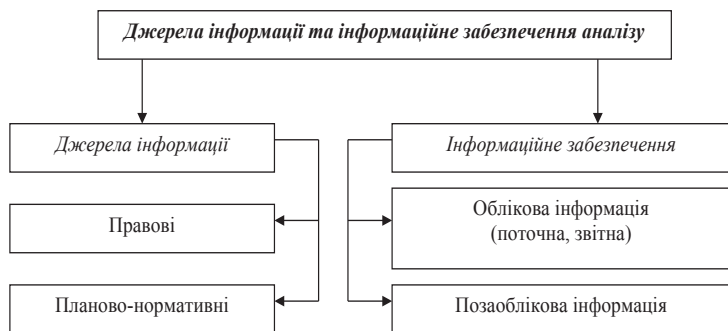 Джерела інформації та інформаційне забезпечення аналізу
Джерела інформації
Інформаційне забезпечення
Правові
Облікова інформація
(поточна, звітна)
Планово-нормативні
Позаоблікова інформація